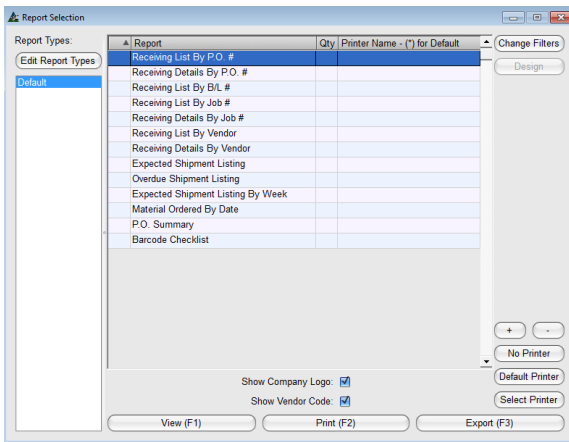 Report Selection
Report Types:
Edit Report Types
Default
Report Qty Printer Name - (*) for Default
Receiving List By P.O. #
Receiving Details By P.O. #
Receiving List By B/L #
Receiving List By Job #
Receiving Details By Job #
Receiving List By Vendor
Receiving Details By Vendor
Expected Shipment Listing
Overdue Shipment Listing
Expected Shipment Listing By Week
Material Ordered By Date
P.O. Summary
Barcode Checklist
Change Filters
Design
+ -
No Printer
Default Printer
Select Printer
Show Company Logo:
Show Vendor Code:
View (F1) Print (F2) Export (F3)